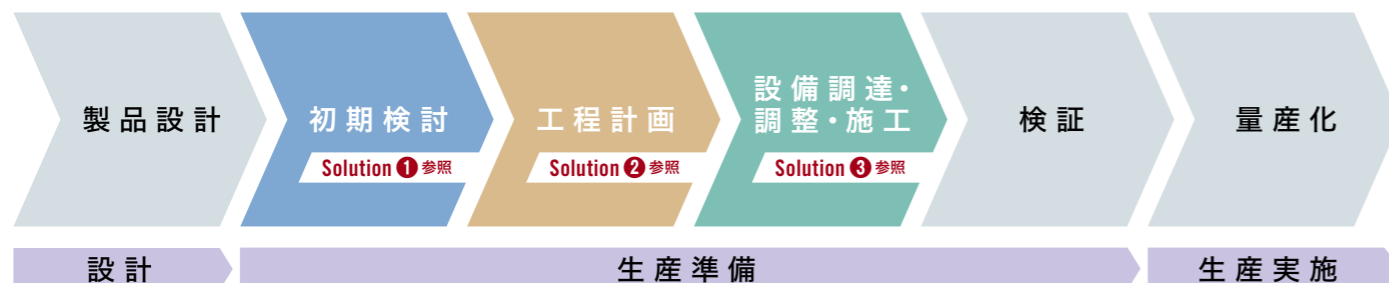 製品設計
初期検討
Solution ❶ 参照
工程計画
Solution ❷ 参照
設備調達・
調整・施工
Solution ❸ 参照
検証
量産化
設計
生産準備
生産実施